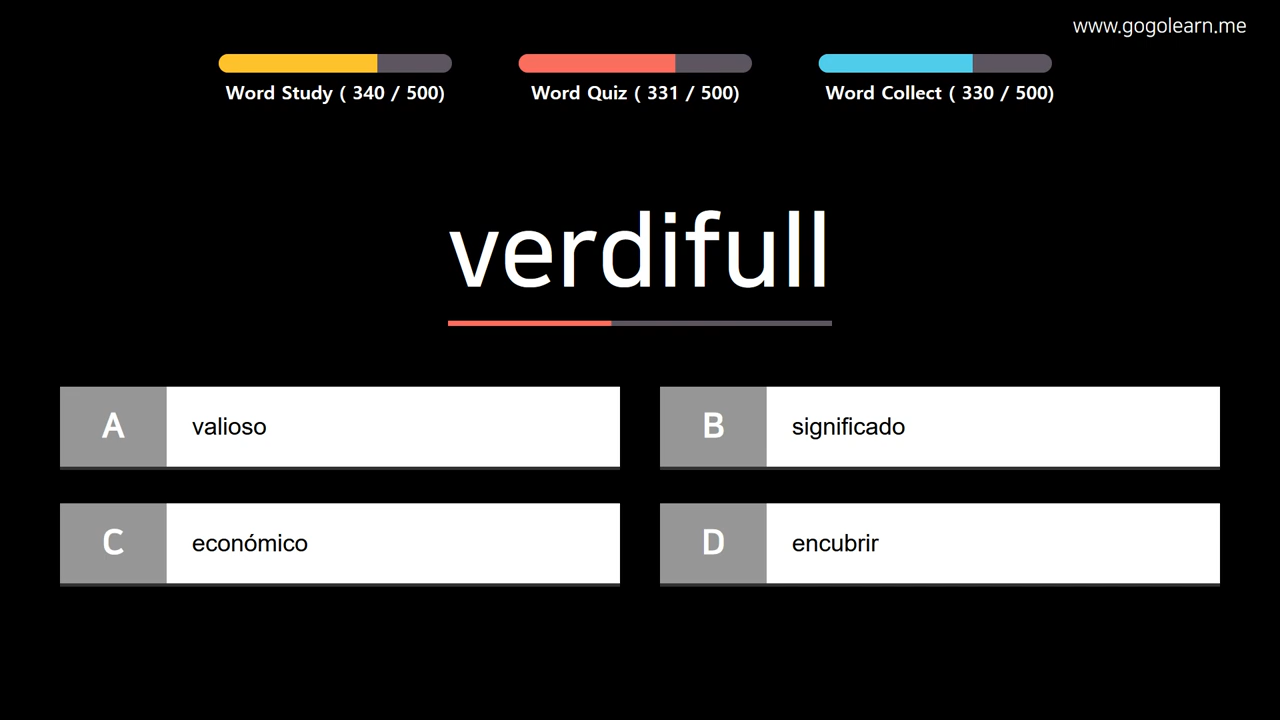 www.gogolearn.me
Word Study ( 340 / 500)
Word Quiz ( 331 / 500)
Word Collect ( 330 / 500)
verdifull
A valioso
B significado
C económico
D encubrir